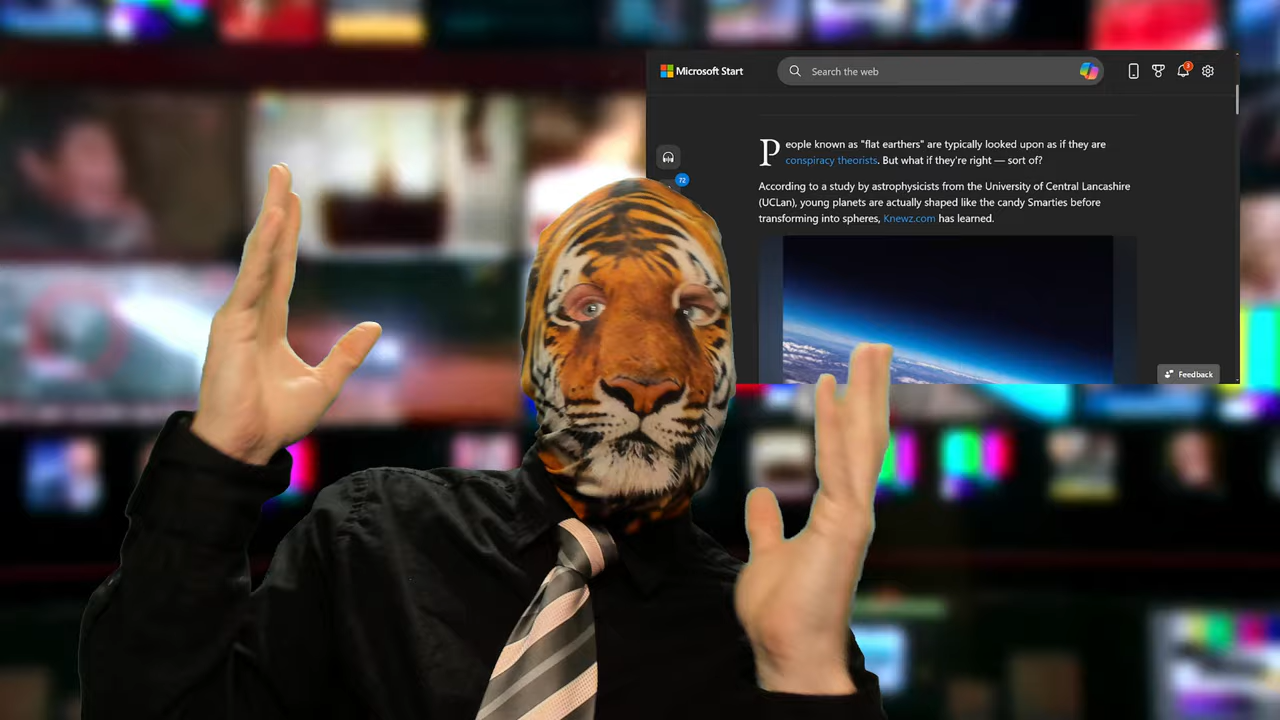 Microsoft Start
Search the web
3
People known as "flat earthers" are typically looked upon as if they are
conspiracy theorists. But what if they're right — sort of?
72
According to a study by astrophysicists from the University of Central Lancashire
(UCLan), young planets are actually shaped like the candy Smarties before
transforming into spheres, Knewz.com has learned.
Feedback